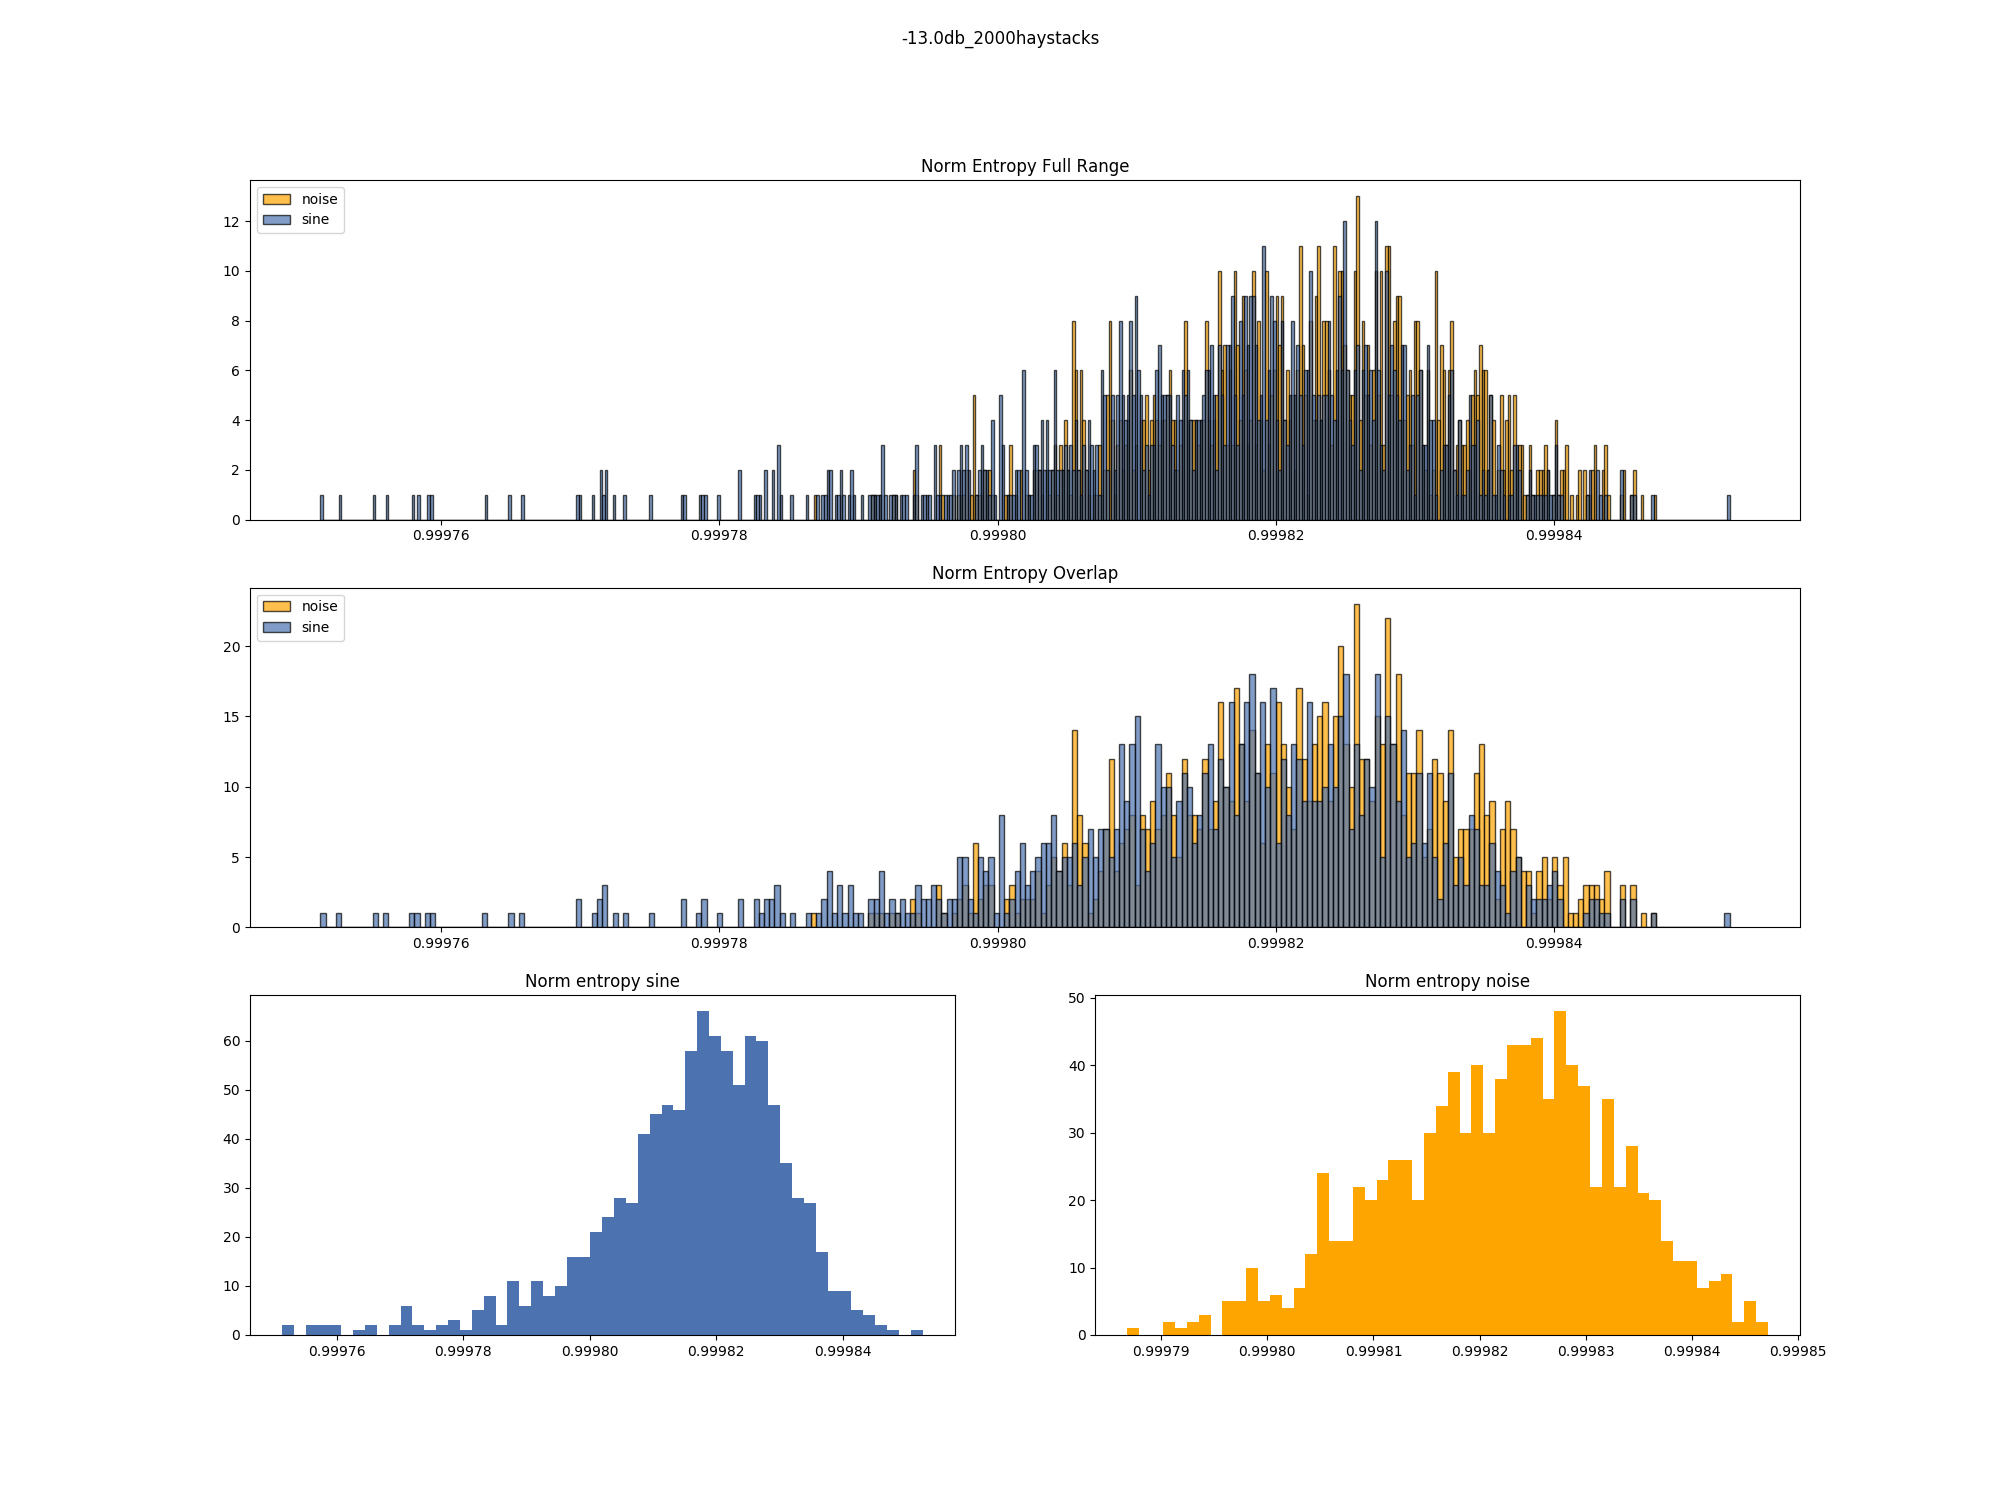 -13.0db_2000haystacks
Norm Entropy Full Range
noise
sine
12
10
8
6
4
2
0
0.99976 0.99978 0.99980 0.99982 0.99984
Norm Entropy Overlap
noise
sine
20
15
10
5
0
0.99976 0.99978 0.99980 0.99982 0.99984
Norm entropy sine
60
50
40
30
20
10
0
0.99976 0.99978 0.99980 0.99982 0.99984
Norm entropy noise
50
40
30
20
10
0
0.99979 0.99980 0.99981 0.99982 0.99983 0.99984 0.99985